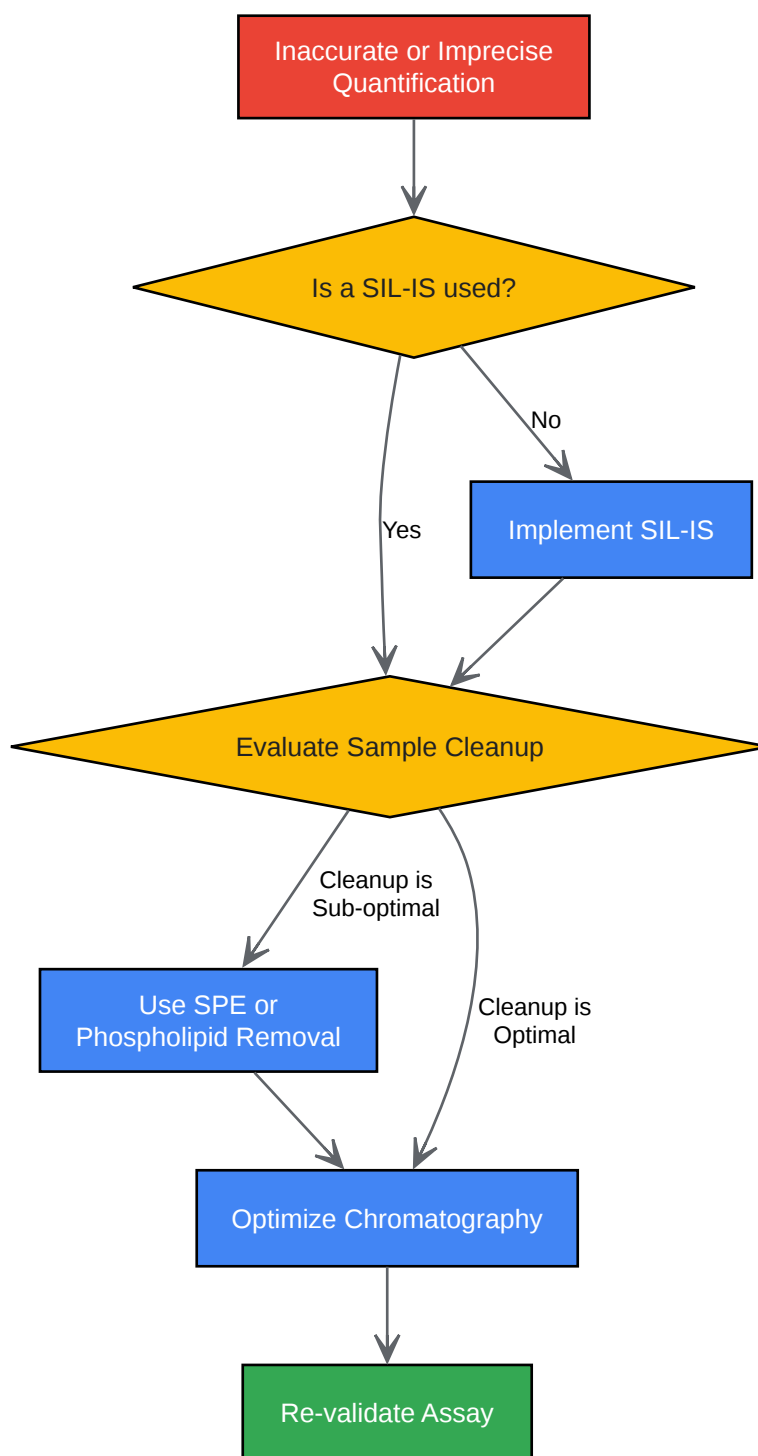 Inaccurate or Imprecise
Quantification
Is a SIL-IS used?
No
Implement SIL-IS
Yes
Evaluate Sample Cleanup
Cleanup is
Sub-optimal
Use SPE or
Phospholipid Removal
Cleanup is
Optimal
Optimize Chromatography
Re-validate Assay